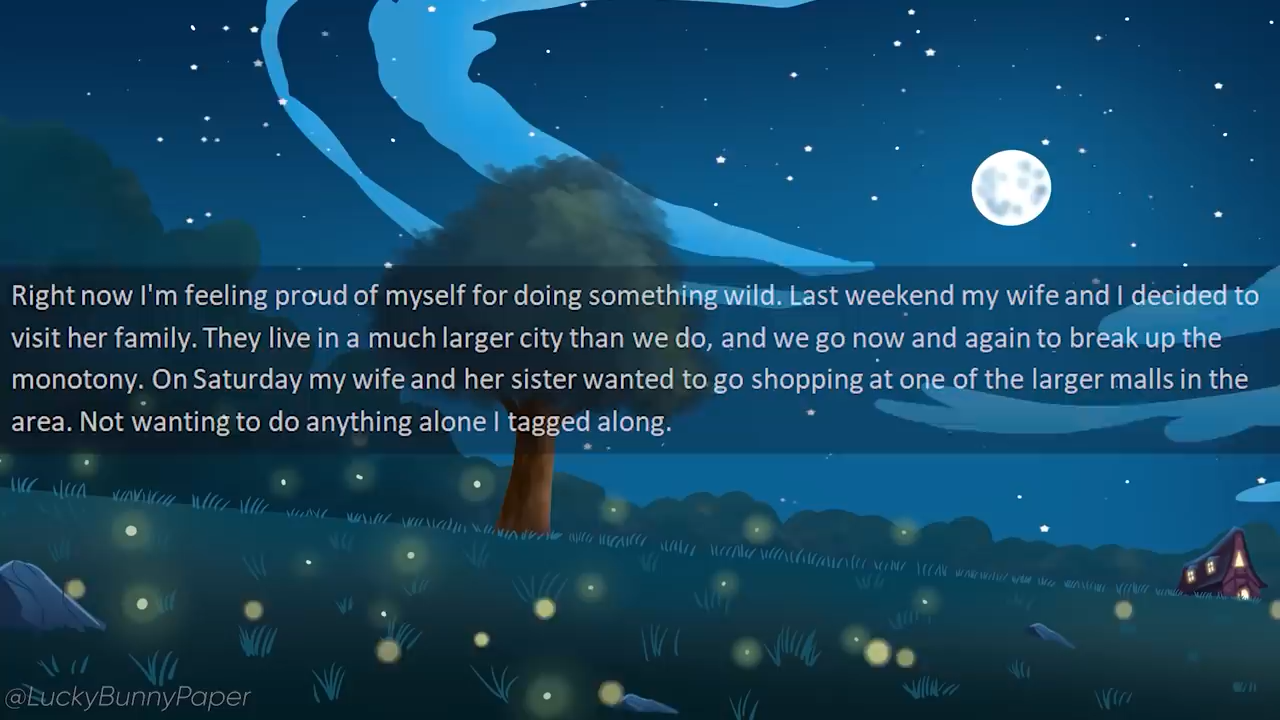 Right now I'm feeling proud of myself for doing something wild. Last weekend my wife and I decided to
visit her family. They live in a much larger city than we do, and we go now and again to break up the
monotony. On Saturday my wife and her sister wanted to go shopping at one of the larger malls in the
area. Not wanting to do anything alone I tagged along.
@LuckyBunnyPaper